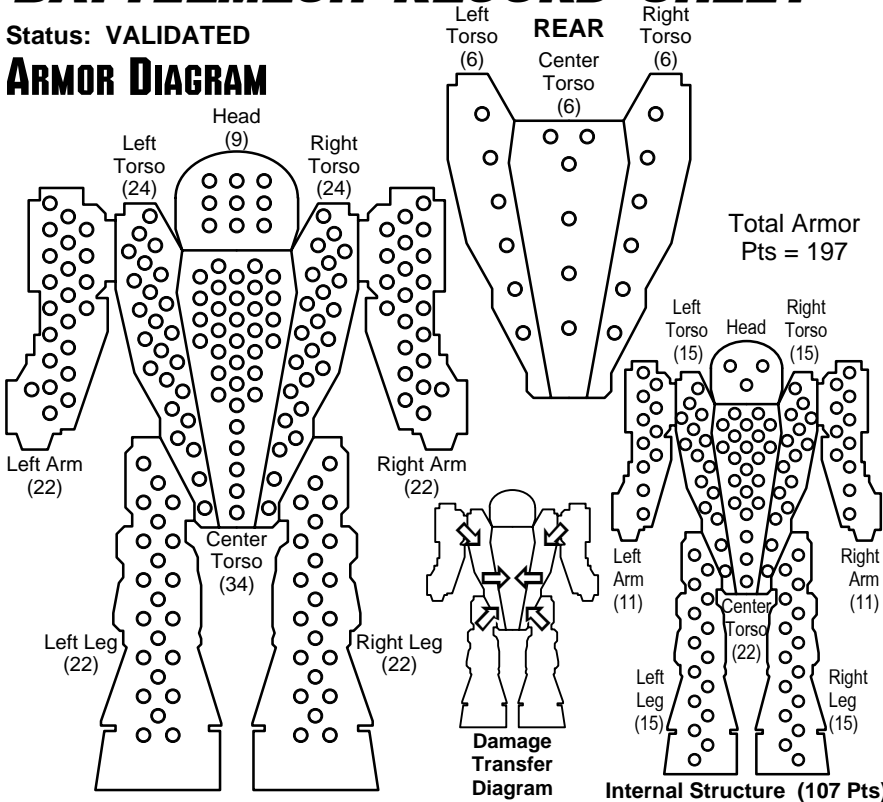 BATTLEMECH RECORD SHEET
Status: VALIDATED
ARMOR DIAGRAM
Head
(9)
Left
Torso
(24)
Right
Torso
(24)
Left Arm
(22)
Right Arm
(22)
Center
Torso
(34)
Left Leg
(22)
Right Leg
(22)
Left
Torso
(6)
REAR
Center
Torso
(6)
Right
Torso
(6)
Total Armor
Pts = 197
Damage
Transfer
Diagram
Left
Torso
(15)
Head
Right
Torso
(15)
Left
Arm
(11)
Right
Arm
(11)
Center
Torso
(22)
Left
Leg
(15)
Right
Leg
(15)
Internal Structure (107 Pts)